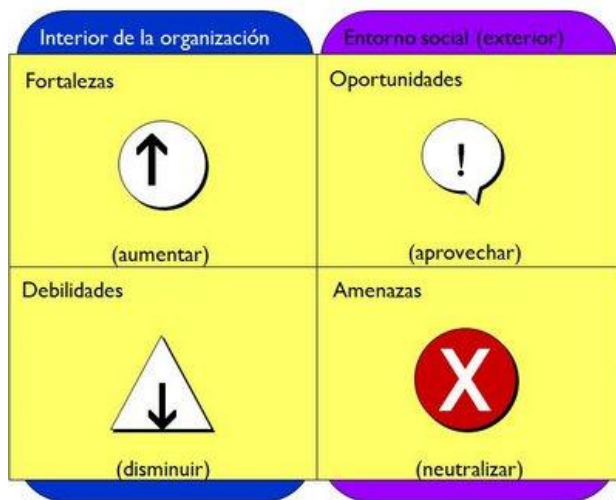 Interior de la organización
Entorno social (exterior)
Fortalezas
Oportunidades
!
(aumentar)
(aprovechar)
Debilidades
Amenazas
X
(disminuir)
(neutralizar)